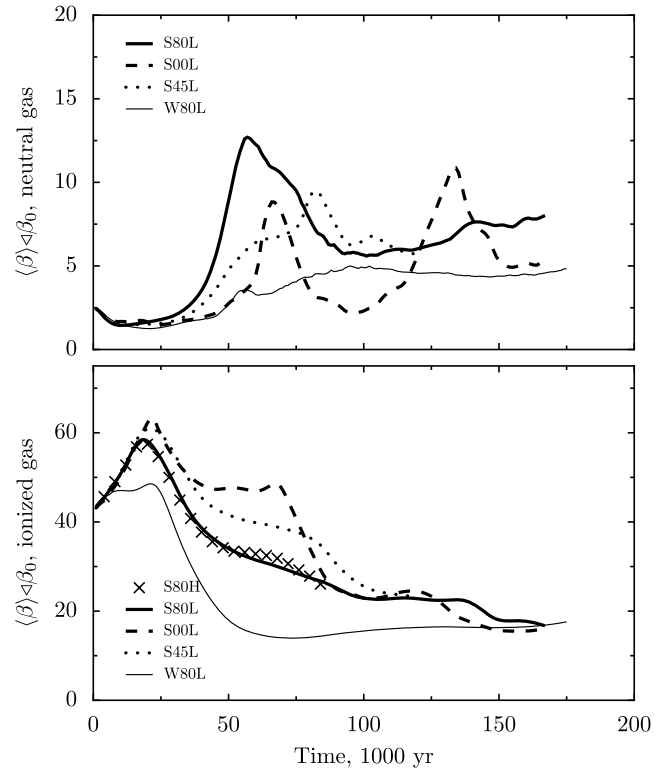 20
15
10
5
0
⟨β⟩◁β₀, neutral gas
S80L
S00L
S45L
W80L
60
40
20
0
⟨β⟩◁β₀, ionized gas
S80H
S80L
S00L
S45L
W80L
0 50 100 150 200
Time, 1000 yr